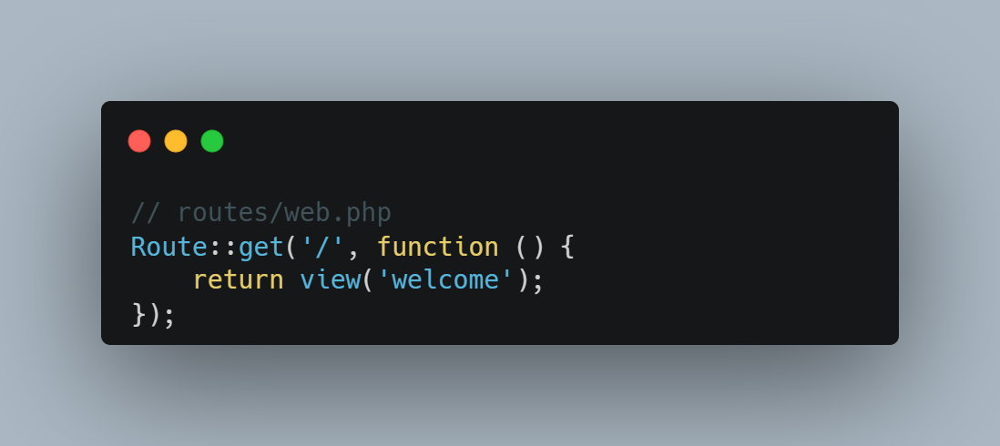 // routes/web.php
Route::get('/', function () {
    return view('welcome');
});